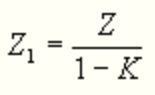 Z₁ = Z / (1 − K)